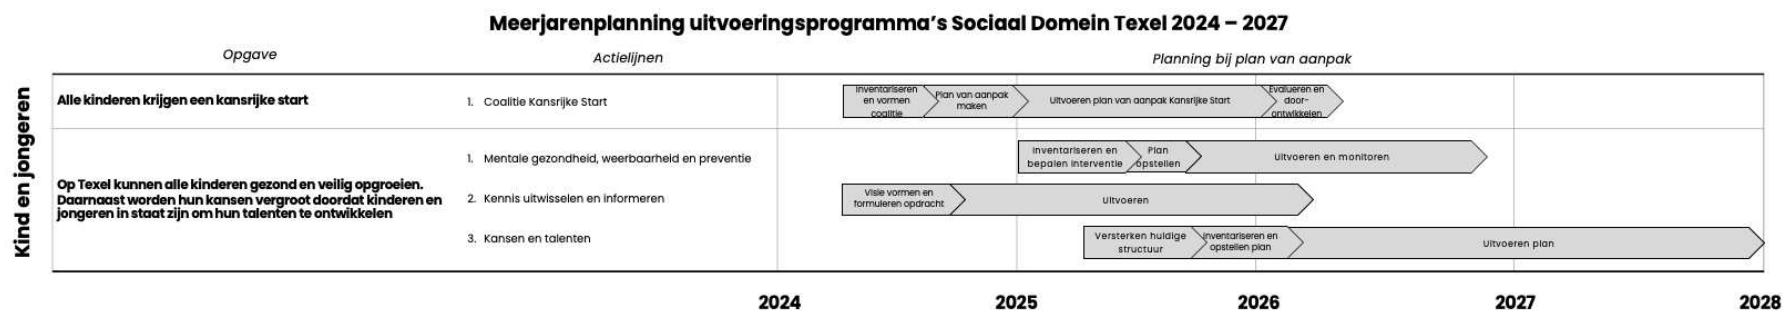 Meerjarenplanning uitvoeringsprogramma’s Sociaal Domein Texel 2024 – 2027
Opgave
Actielijnen
Planning bij plan van aanpak
Kind en jongeren
Alle kinderen krijgen een kansrijke start
1. Coalitie Kansrijke Start
Inventariseren
en vormen
coalitie
Plan van aanpak
maken
Uitvoeren plan van aanpak Kansrijke Start
Evalueren en
door-
ontwikkelen
Op Texel kunnen alle kinderen gezond en veilig opgroeien.
Daarnaast worden hun kansen vergroot doordat kinderen en
jongeren in staat zijn om hun talenten te ontwikkelen
1. Mentale gezondheid, weerbaarheid en preventie
Inventariseren en
bepalen interventie
Plan
opstellen
Uitvoeren en monitoren
2. Kennis uitwisselen en informeren
Visie vormen en
formuleren opdracht
Uitvoeren
3. Kansen en talenten
Versterken huidige
structuur
Inventariseren en
opstellen plan
Uitvoeren plan
2024
2025
2026
2027
2028